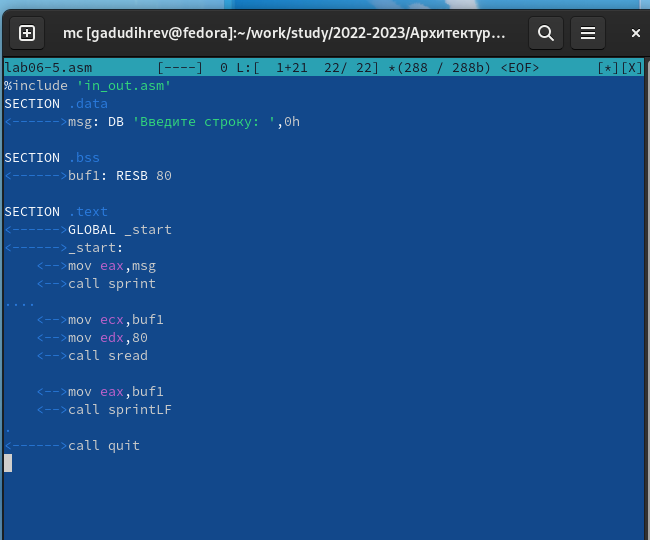 mc [gadudihrev@fedora]:~/work/study/2022-2023/Архитектур...
lab06-5.asm [----] 0 L:[ 1+21 22/ 22] *(288 / 288b) <EOF> [*][X]
%include 'in_out.asm'
SECTION .data
<------>msg: DB 'Введите строку: ',0h
SECTION .bss
<------>buf1: RESB 80
SECTION .text
<------>GLOBAL _start
<------>_start:
<-->mov eax,msg
<-->call sprint
....
<-->mov ecx,buf1
<-->mov edx,80
<-->call sread
<-->mov eax,buf1
<-->call sprintLF
.
<------>call quit